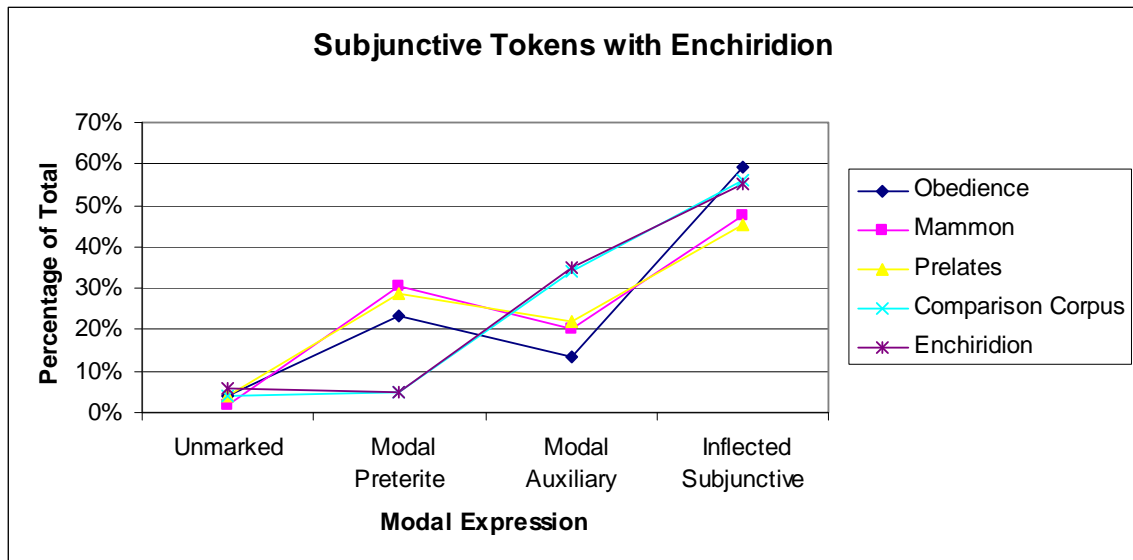 Subjunctive Tokens with Enchiridion
70%
60%
50%
40%
30%
20%
10%
0%
Percentage of Total
Unmarked
Modal
Preterite
Modal
Auxiliary
Inflected
Subjunctive
Modal Expression
Obedience
Mammon
Prelates
Comparison Corpus
Enchiridion